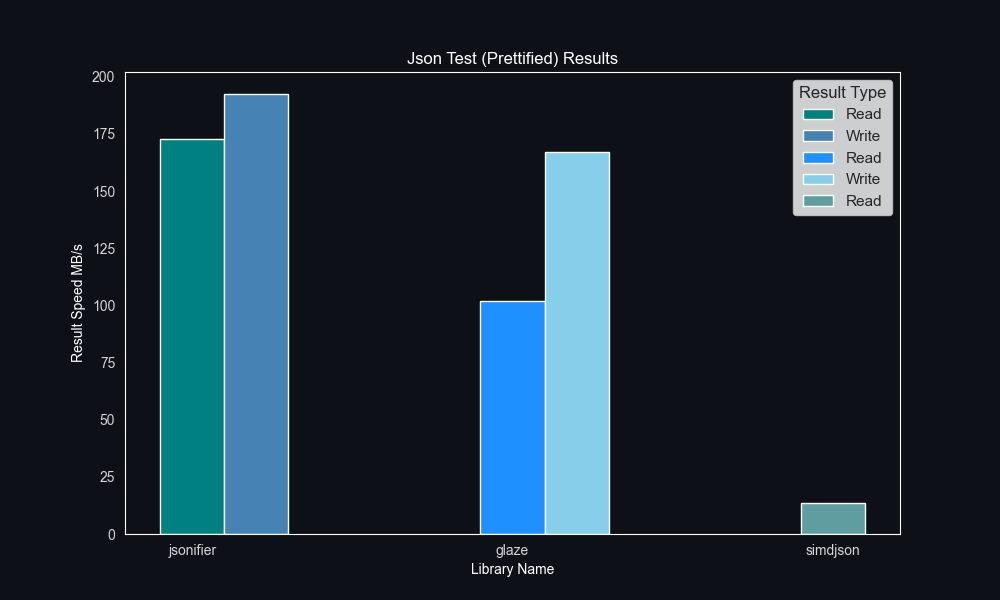 Json Test (Prettified) Results
Result Type
Read
Write
Read
Write
Read
Result Speed MB/s
200
175
150
125
100
75
50
25
0
jsonifier
glaze
simdjson
Library Name